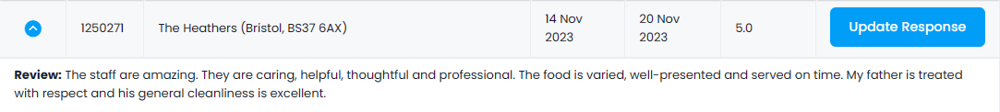 1250271 The Heathers (Bristol, BS37 6AX) 14 Nov 2023 20 Nov 2023 5.0 Update Response
Review: The staff are amazing. They are caring, helpful, thoughtful and professional. The food is varied, well-presented and served on time. My father is treated
with respect and his general cleanliness is excellent.